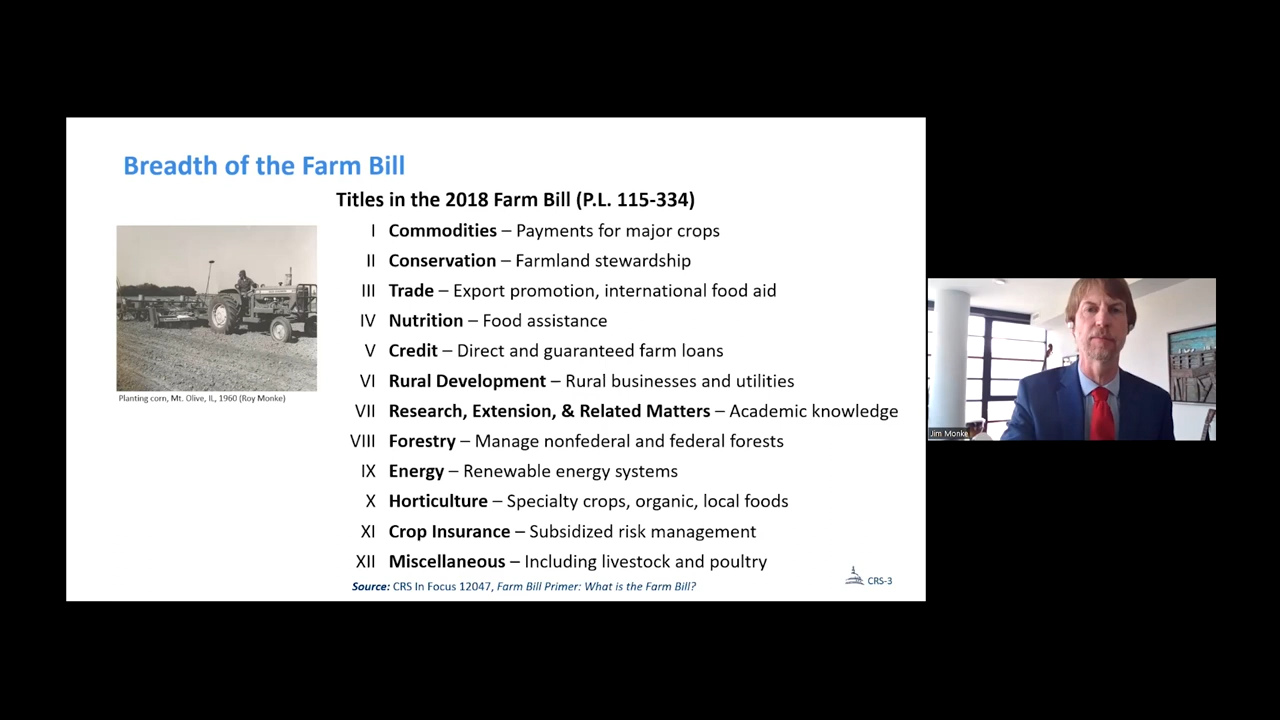 Breadth of the Farm Bill
Titles in the 2018 Farm Bill (P.L. 115-334)
I Commodities – Payments for major crops
II Conservation – Farmland stewardship
III Trade – Export promotion, international food aid
IV Nutrition – Food assistance
V Credit – Direct and guaranteed farm loans
VI Rural Development – Rural businesses and utilities
VII Research, Extension, & Related Matters – Academic knowledge
VIII Forestry – Manage nonfederal and federal forests
IX Energy – Renewable energy systems
X Horticulture – Specialty crops, organic, local foods
XI Crop Insurance – Subsidized risk management
XII Miscellaneous – Including livestock and poultry
Source: CRS In Focus 12047, Farm Bill Primer: What is the Farm Bill?
Planting corn, Mt. Olive, IL, 1960 (Roy Monke)
CRS-3
Jim Monke